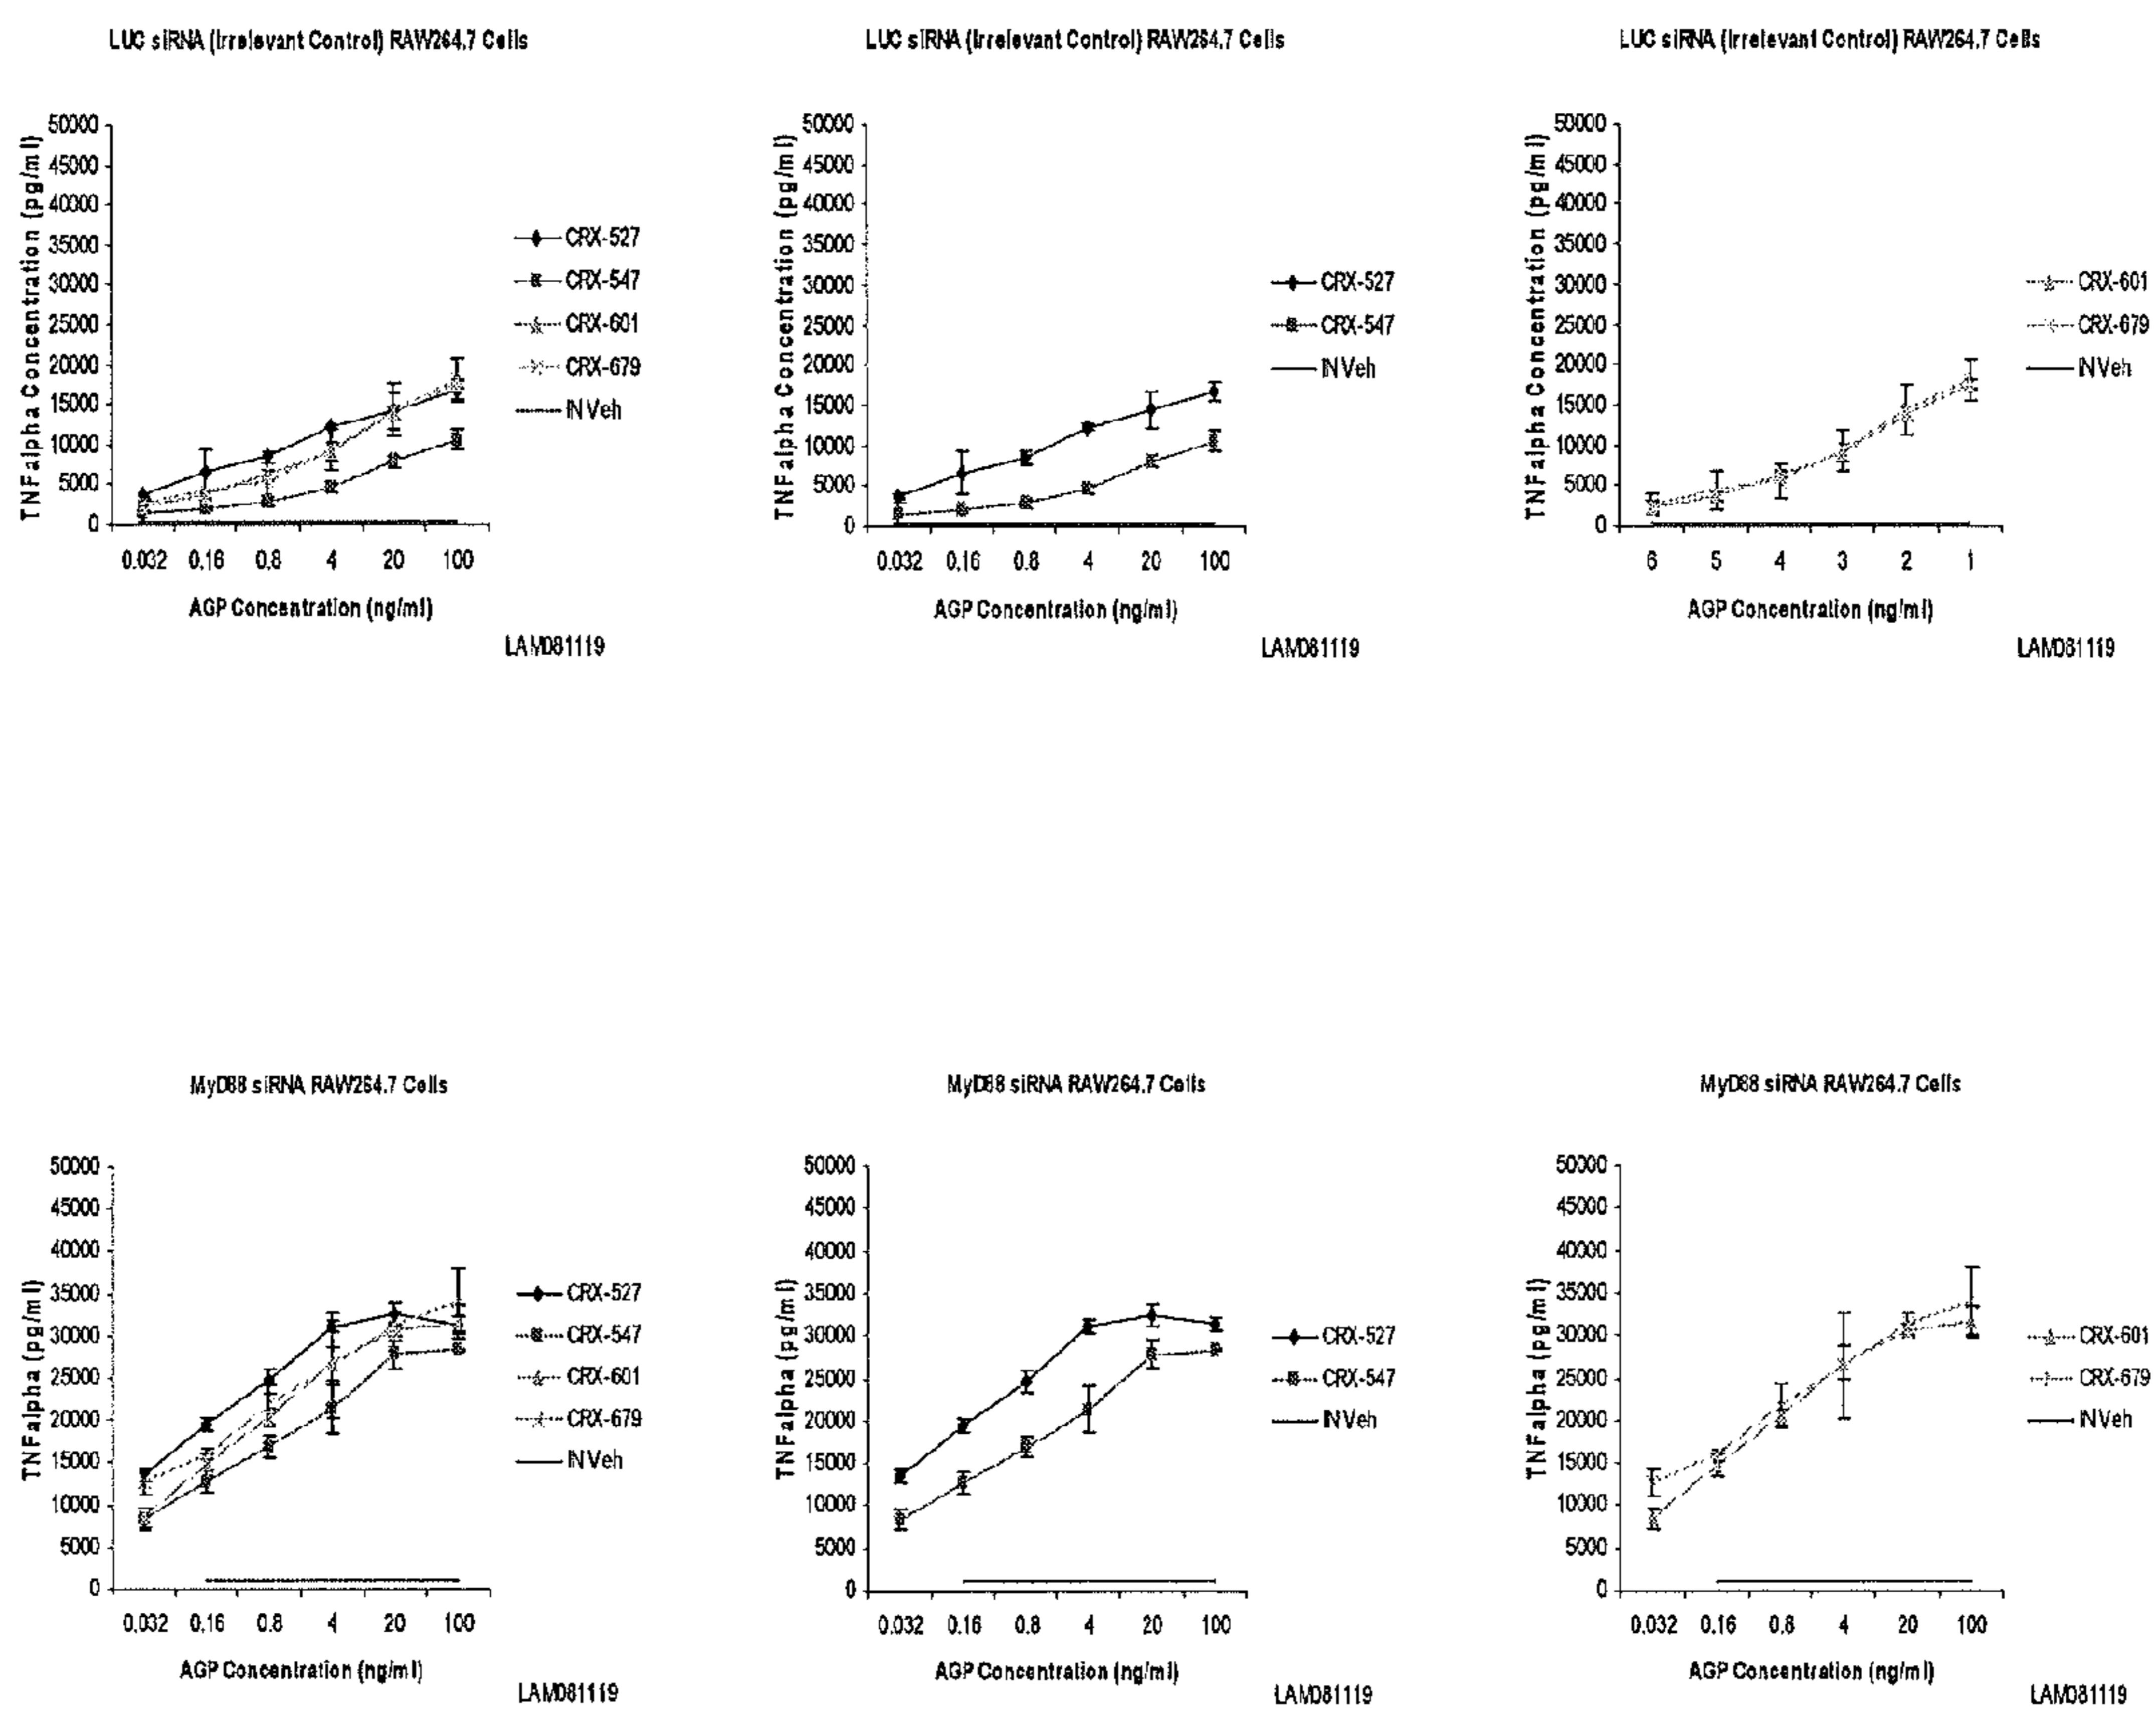 LUC siRNA (Irrelevant Control) RAW264.7 Cells
TNFalpha Concentration (pg/ml)
50000
45000
40000
35000
30000
25000
20000
15000
10000
5000
0
0.032 0.16 0.8 4 20 100
AGP Concentration (ng/ml)
CRX-527
CRX-547
CRX-601
CRX-679
IN Veh
LAM081119
LUC siRNA (Irrelevant Control) RAW264.7 Cells
TNFalpha Concentration (pg/ml)
50000
45000
40000
35000
30000
25000
20000
15000
10000
5000
0
0.032 0.16 0.8 4 20 100
AGP Concentration (ng/ml)
CRX-527
CRX-547
IN Veh
LAM081119
LUC siRNA (Irrelevant Control) RAW264.7 Cells
TNFalpha Concentration (pg/ml)
50000
45000
40000
35000
30000
25000
20000
15000
10000
5000
0
6 5 4 3 2 1
AGP Concentration (ng/ml)
CRX-601
CRX-679
IN Veh
LAM081119
MyD88 siRNA RAW264.7 Cells
TNFalpha (pg/ml)
50000
45000
40000
35000
30000
25000
20000
15000
10000
5000
0
0.032 0.16 0.8 4 20 100
AGP Concentration (ng/ml)
CRX-527
CRX-547
CRX-601
CRX-679
IN Veh
LAM081119
MyD88 siRNA RAW264.7 Cells
TNFalpha (pg/ml)
50000
45000
40000
35000
30000
25000
20000
15000
10000
5000
0
0.032 0.16 0.8 4 20 100
AGP Concentration (ng/ml)
CRX-527
CRX-547
IN Veh
LAM081119
MyD88 siRNA RAW264.7 Cells
TNFalpha (pg/ml)
50000
45000
40000
35000
30000
25000
20000
15000
10000
5000
0
0.032 0.16 0.8 4 20 100
AGP Concentration (ng/ml)
CRX-601
CRX-679
IN Veh
LAM081119